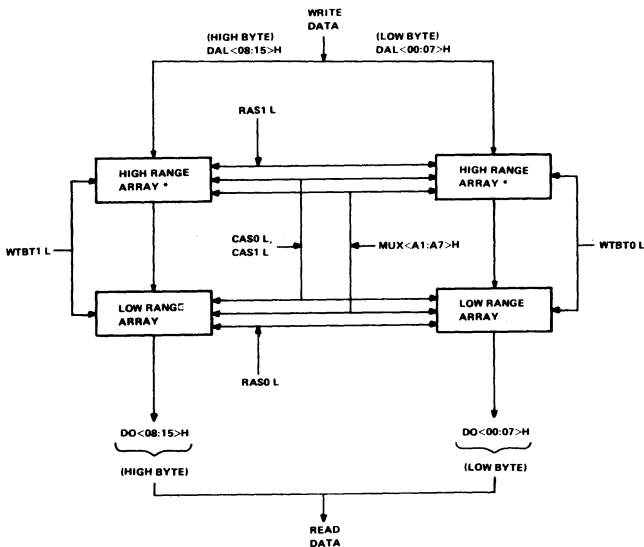 WRITE
DATA
(HIGH BYTE)
DAL<08:15>H
(LOW BYTE)
DAL<00:07>H
RAS1 L
HIGH RANGE
ARRAY *
HIGH RANGE
ARRAY *
WTBT1 L
CAS0 L,
CAS1 L
MUX<A1:A7>H
WTBT0 L
LOW RANGE
ARRAY
LOW RANGE
ARRAY
RAS0 L
DO<08:15>H
(HIGH BYTE)
DO<00:07>H
(LOW BYTE)
READ
DATA